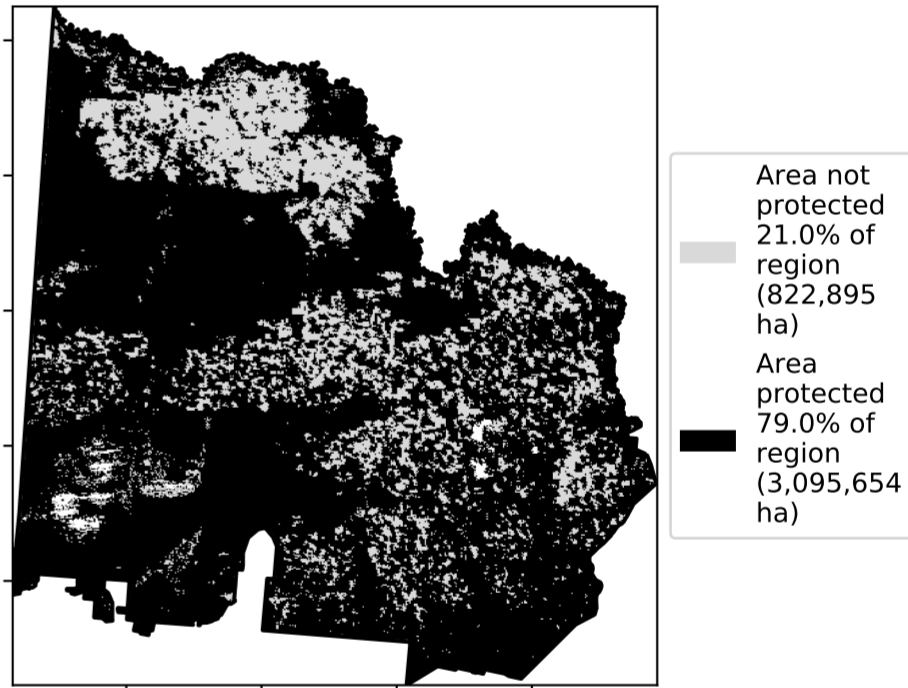 Area not
protected
21.0% of
region
(822,895
ha)
Area
protected
79.0% of
region
(3,095,654
ha)